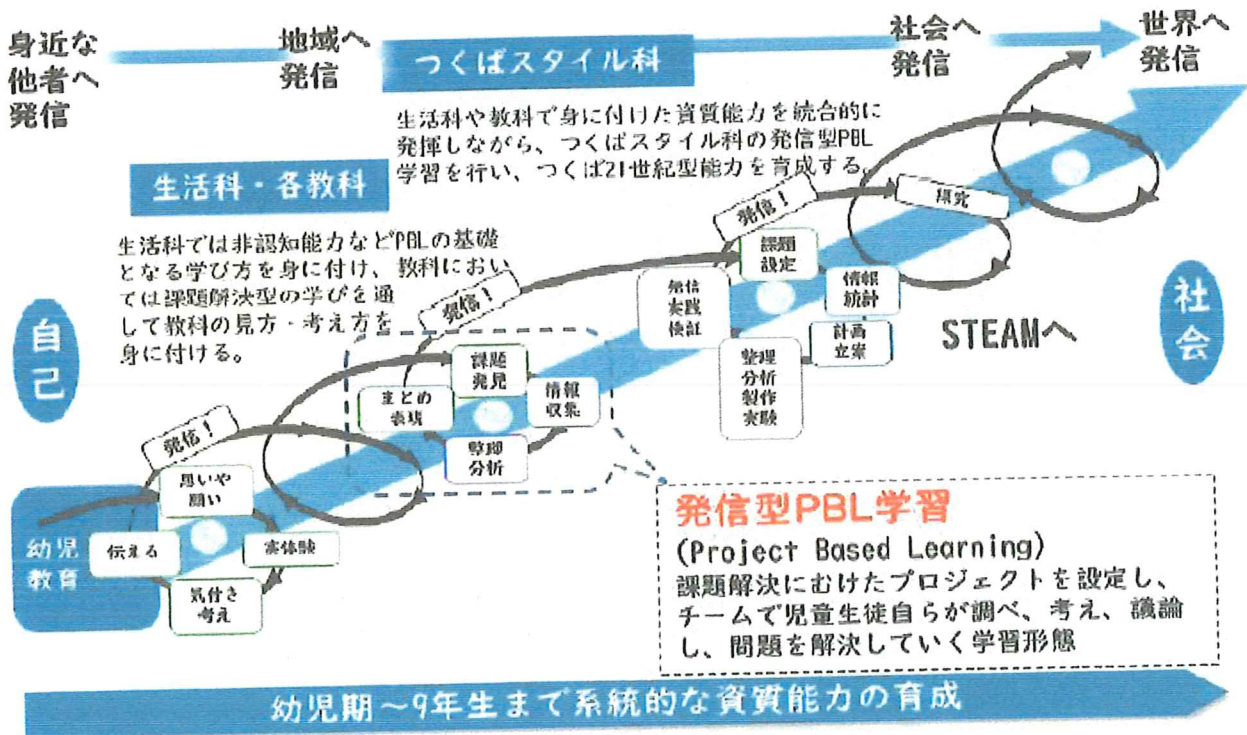 身近な
他者へ
発信
地域へ
発信
つくばスタイル科
社会へ
発信
世界へ
発信
生活科や教科で身に付けた資質能力を統合的に
発揮しながら、つくばスタイル科の発信型PBL
学習を行い、つくば21世紀型能力を育成する。
生活科・各教科
生活科では非認知能力などPBLの基礎
となる学び方を身に付け、教科におい
ては課題解決型の学びを通
して教科の見方・考え方を
身に付ける。
自己
社会
幼児
教育
発信！
思いや
願い
実体験
気付き
考え
伝える
発信！
課題
発見
情報
収集
整理
分析
まとめ
表現
発信！
課題
設定
情報
統計
計画
立案
整理
分析
製作
実験
発信
実践
検証
探究
STEAMへ
発信型PBL学習
(Project Based Learning)
課題解決にむけたプロジェクトを設定し、
チームで児童生徒自らが調べ、考え、議論
し、問題を解決していく学習形態
幼児期～9年生まで系統的な資質能力の育成